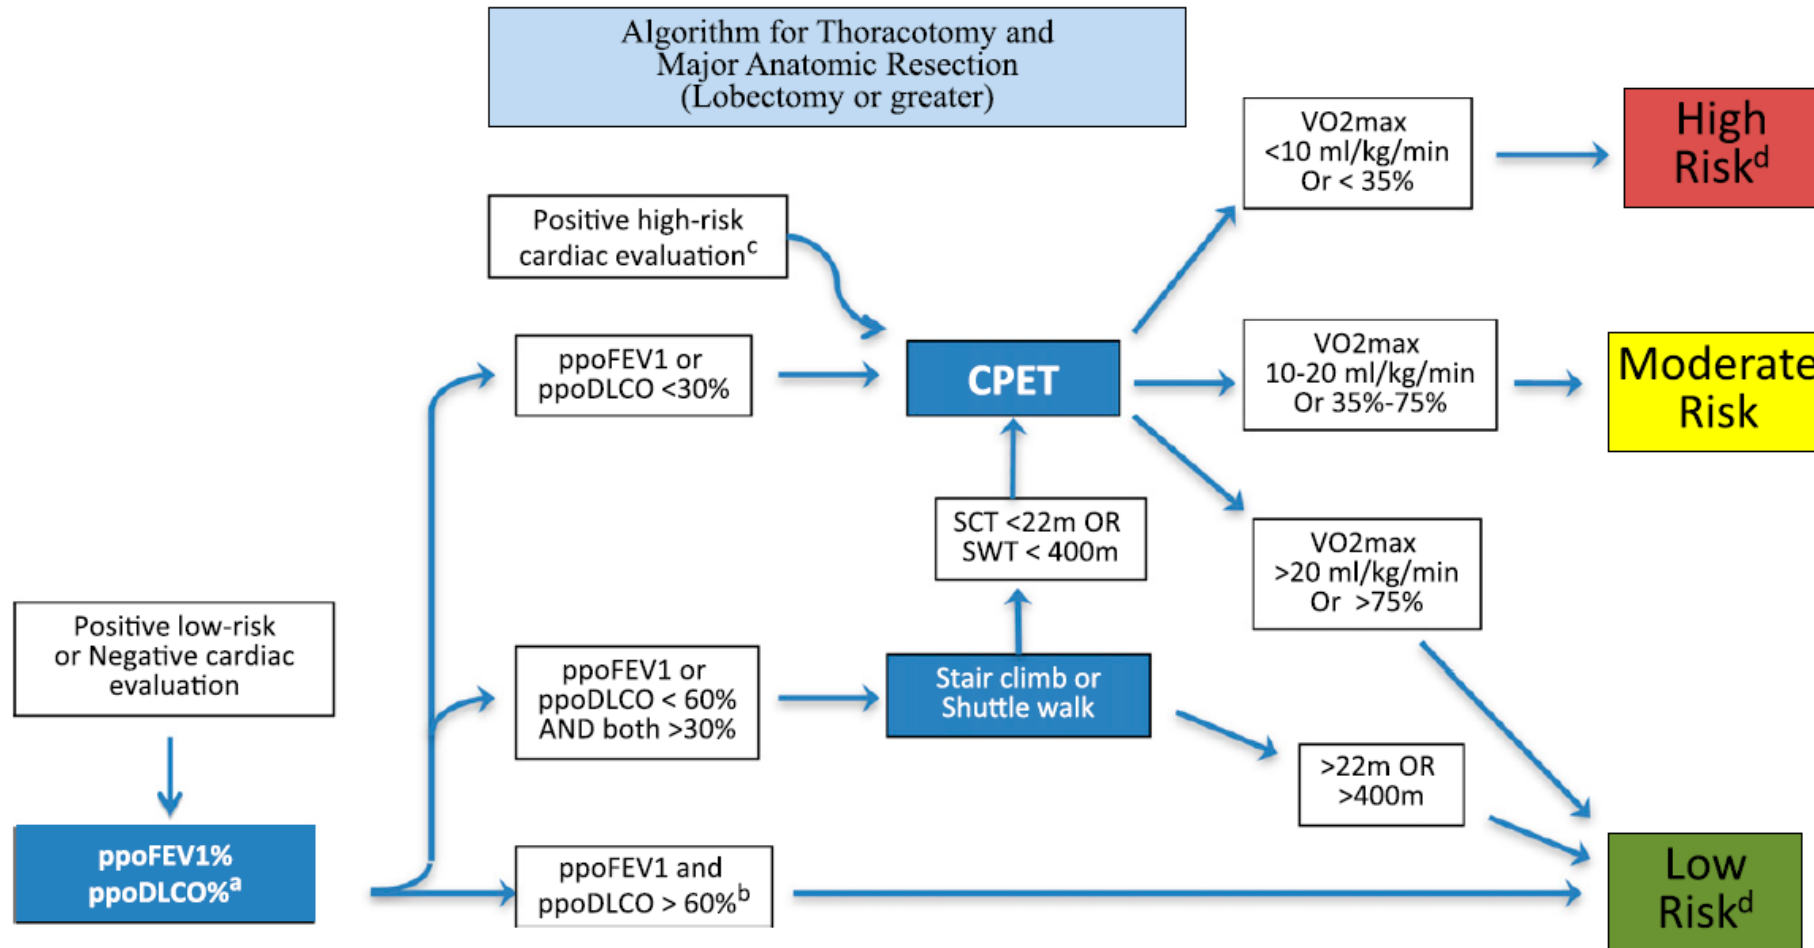 Algorithm for Thoracotomy and
Major Anatomic Resection
(Lobectomy or greater)
VO2max
<10 ml/kg/min
Or < 35%
High
Riskᵈ
Positive high-risk
cardiac evaluationᶜ
ppoFEV1 or
ppoDLCO <30%
CPET
VO2max
10-20 ml/kg/min
Or 35%-75%
Moderate
Risk
SCT <22m OR
SWT < 400m
VO2max
>20 ml/kg/min
Or >75%
Positive low-risk
or Negative cardiac
evaluation
ppoFEV1 or
ppoDLCO < 60%
AND both >30%
Stair climb or
Shuttle walk
>22m OR
>400m
ppoFEV1%
ppoDLCO%ᵃ
ppoFEV1 and
ppoDLCO > 60%ᵇ
Low
Riskᵈ